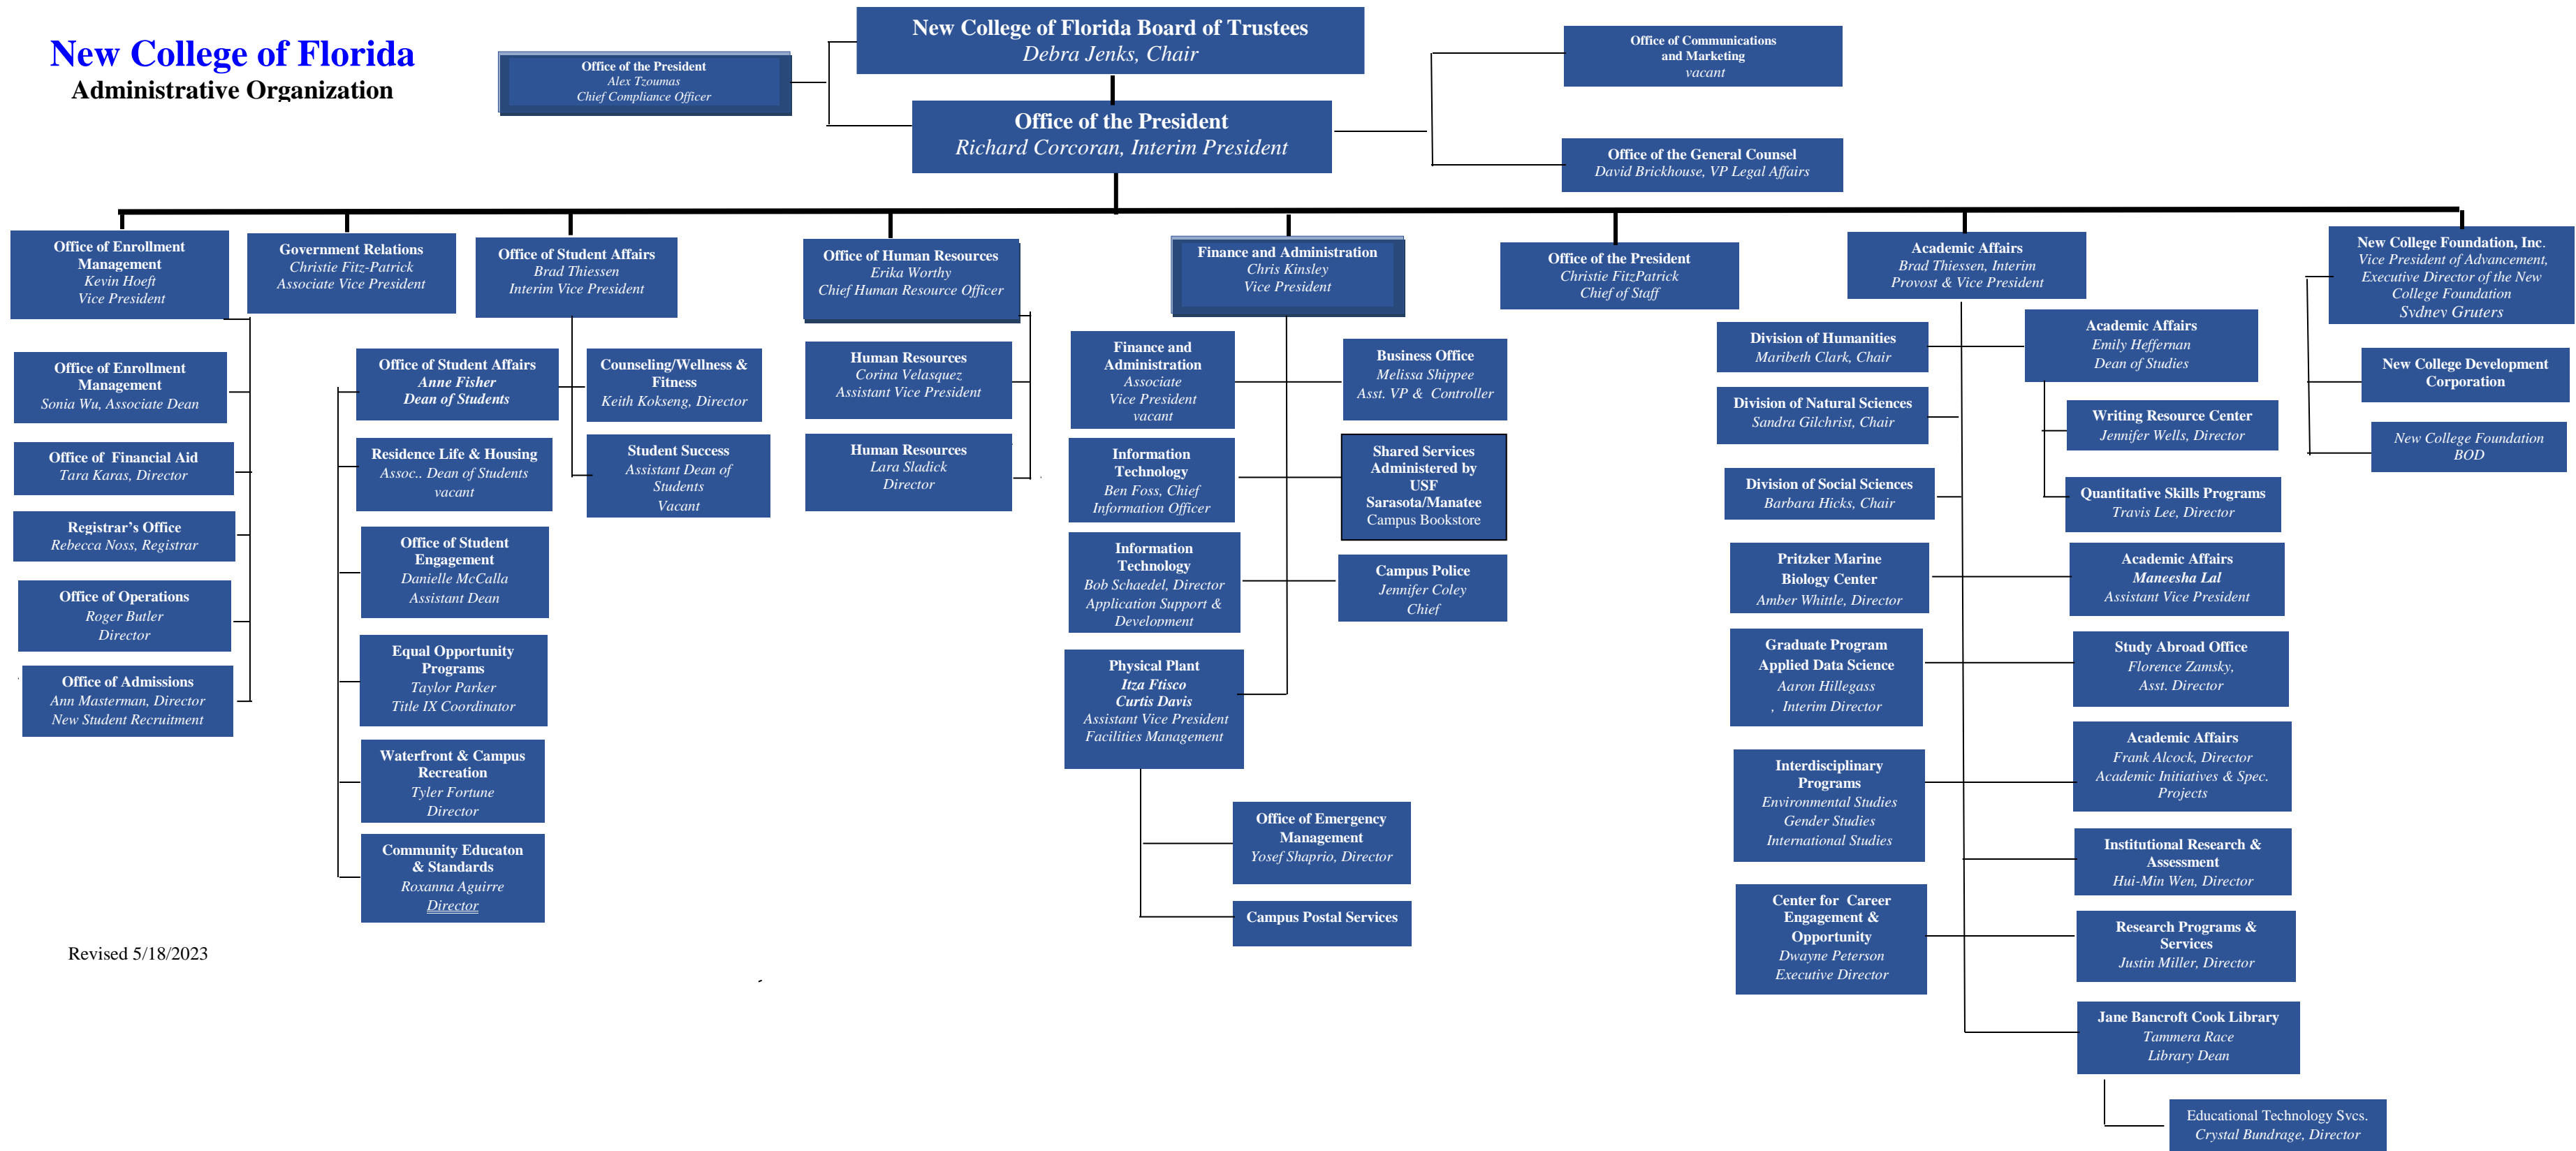 New College of Florida
Administrative Organization
Office of the President
Alex Tzoumas
Chief Compliance Officer
New College of Florida Board of Trustees
Debra Jenks, Chair
Office of the President
Richard Corcoran, Interim President
Office of Communications
and Marketing
vacant
Office of the General Counsel
David Brickhouse, VP Legal Affairs
Office of Enrollment
Management
Kevin Hoeft
Vice President
Office of Enrollment
Management
Sonia Wu, Associate Dean
Office of  Financial Aid
Tara Karas, Director
Registrar’s Office
Rebecca Noss, Registrar
Office of Operations
Roger Butler
Director
Office of Admissions
Ann Masterman, Director
New Student Recruitment
Government Relations
Christie Fitz-Patrick
Associate Vice President
Office of Student Affairs
Brad Thiessen
Interim Vice President
Office of Student Affairs
Anne Fisher
Dean of Students
Residence Life & Housing
Assoc.. Dean of Students
vacant
Office of Student
Engagement
Danielle McCalla
Assistant Dean
Equal Opportunity
Programs
Taylor Parker
Title IX Coordinator
Waterfront & Campus
Recreation
Tyler Fortune
Director
Community Educaton
& Standards
Roxanna Aguirre
Director
Counseling/Wellness &
Fitness
Keith Kokseng, Director
Student Success
Assistant Dean of
Students
Vacant
Office of Human Resources
Erika Worthy
Chief Human Resource Officer
Human Resources
Corina Velasquez
Assistant Vice President
Human Resources
Lara Sladick
Director
Finance and Administration
Chris Kinsley
Vice President
Finance and
Administration
Associate
Vice President
vacant
Information
Technology
Ben Foss, Chief
Information Officer
Information
Technology
Bob Schaedel, Director
Application Support &
Development
Physical Plant
Itza Ftisco
Curtis Davis
Assistant Vice President
Facilities Management
Business Office
Melissa Shippee
Asst. VP &  Controller
Shared Services
Administered by
USF
Sarasota/Manatee
Campus Bookstore
Campus Police
Jennifer Coley
Chief
Office of Emergency
Management
Yosef Shaprio, Director
Campus Postal Services
Office of the President
Christie FitzPatrick
Chief of Staff
Academic Affairs
Brad Thiessen, Interim
Provost & Vice President
Division of Humanities
Maribeth Clark, Chair
Division of Natural Sciences
Sandra Gilchrist, Chair
Division of Social Sciences
Barbara Hicks, Chair
Pritzker Marine
Biology Center
Amber Whittle, Director
Graduate Program
Applied Data Science
Aaron Hillegass
,  Interim Director
Interdisciplinary
Programs
Environmental Studies
Gender Studies
International Studies
Center for  Career
Engagement &
Opportunity
Dwayne Peterson
Executive Director
Academic Affairs
Emily Heffernan
Dean of Studies
Writing Resource Center
Jennifer Wells, Director
Quantitative Skills Programs
Travis Lee, Director
Academic Affairs
Maneesha Lal
Assistant Vice President
Study Abroad Office
Florence Zamsky,
Asst. Director
Academic Affairs
Frank Alcock, Director
Academic Initiatives & Spec.
Projects
Institutional Research &
Assessment
Hui-Min Wen, Director
Research Programs &
Services
Justin Miller, Director
Jane Bancroft Cook Library
Tammera Race
Library Dean
Educational Technology Svcs.
Crystal Bundrage, Director
New College Foundation, Inc.
Vice President of Advancement,
Executive Director of the New
College Foundation
Sydney Gruters
New College Development
Corporation
New College Foundation
BOD
Revised 5/18/2023